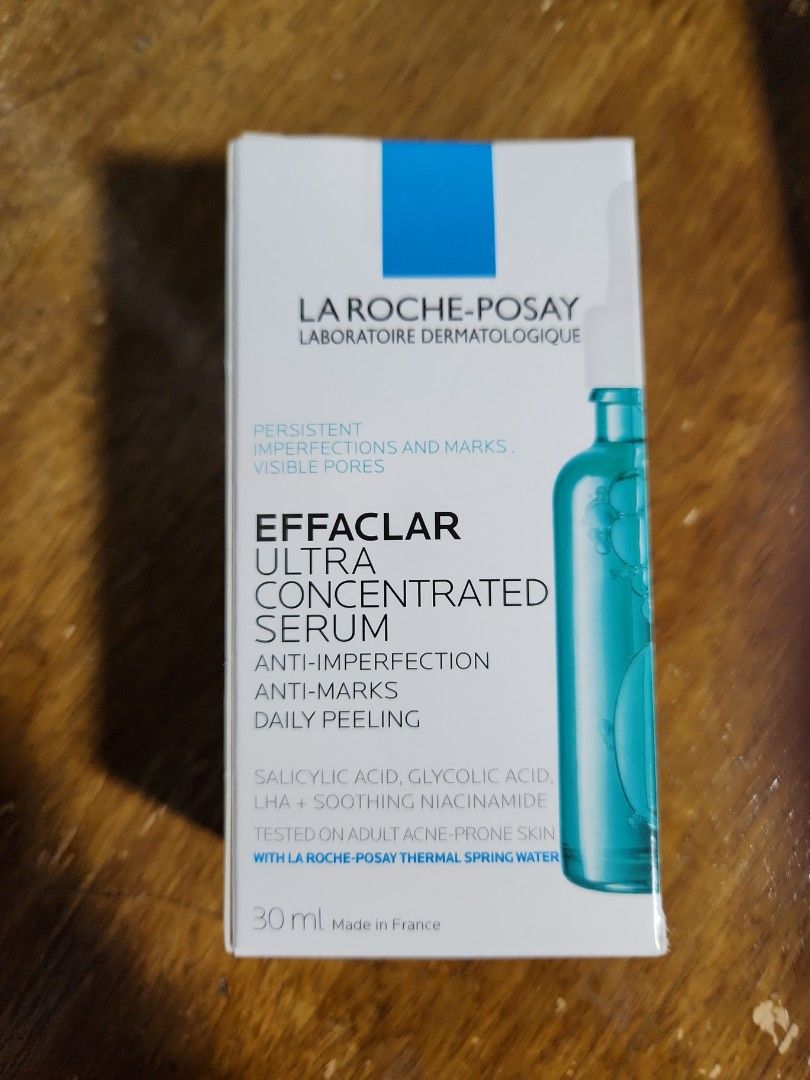 LA ROCHE-POSAY
LABORATOIRE DERMATOLOGIQUE
PERSISTENT
IMPERFECTIONS AND MARKS.
VISIBLE PORES
EFFACLAR
ULTRA
CONCENTRATED
SERUM
ANTI-IMPERFECTION
ANTI-MARKS
DAILY PEELING
SALICYLIC ACID, GLYCOLIC ACID,
LHA + SOOTHING NIACINAMIDE
TESTED ON ADULT ACNE-PRONE SKIN
WITH LA ROCHE-POSAY THERMAL SPRING WATER
30 ml Made in France